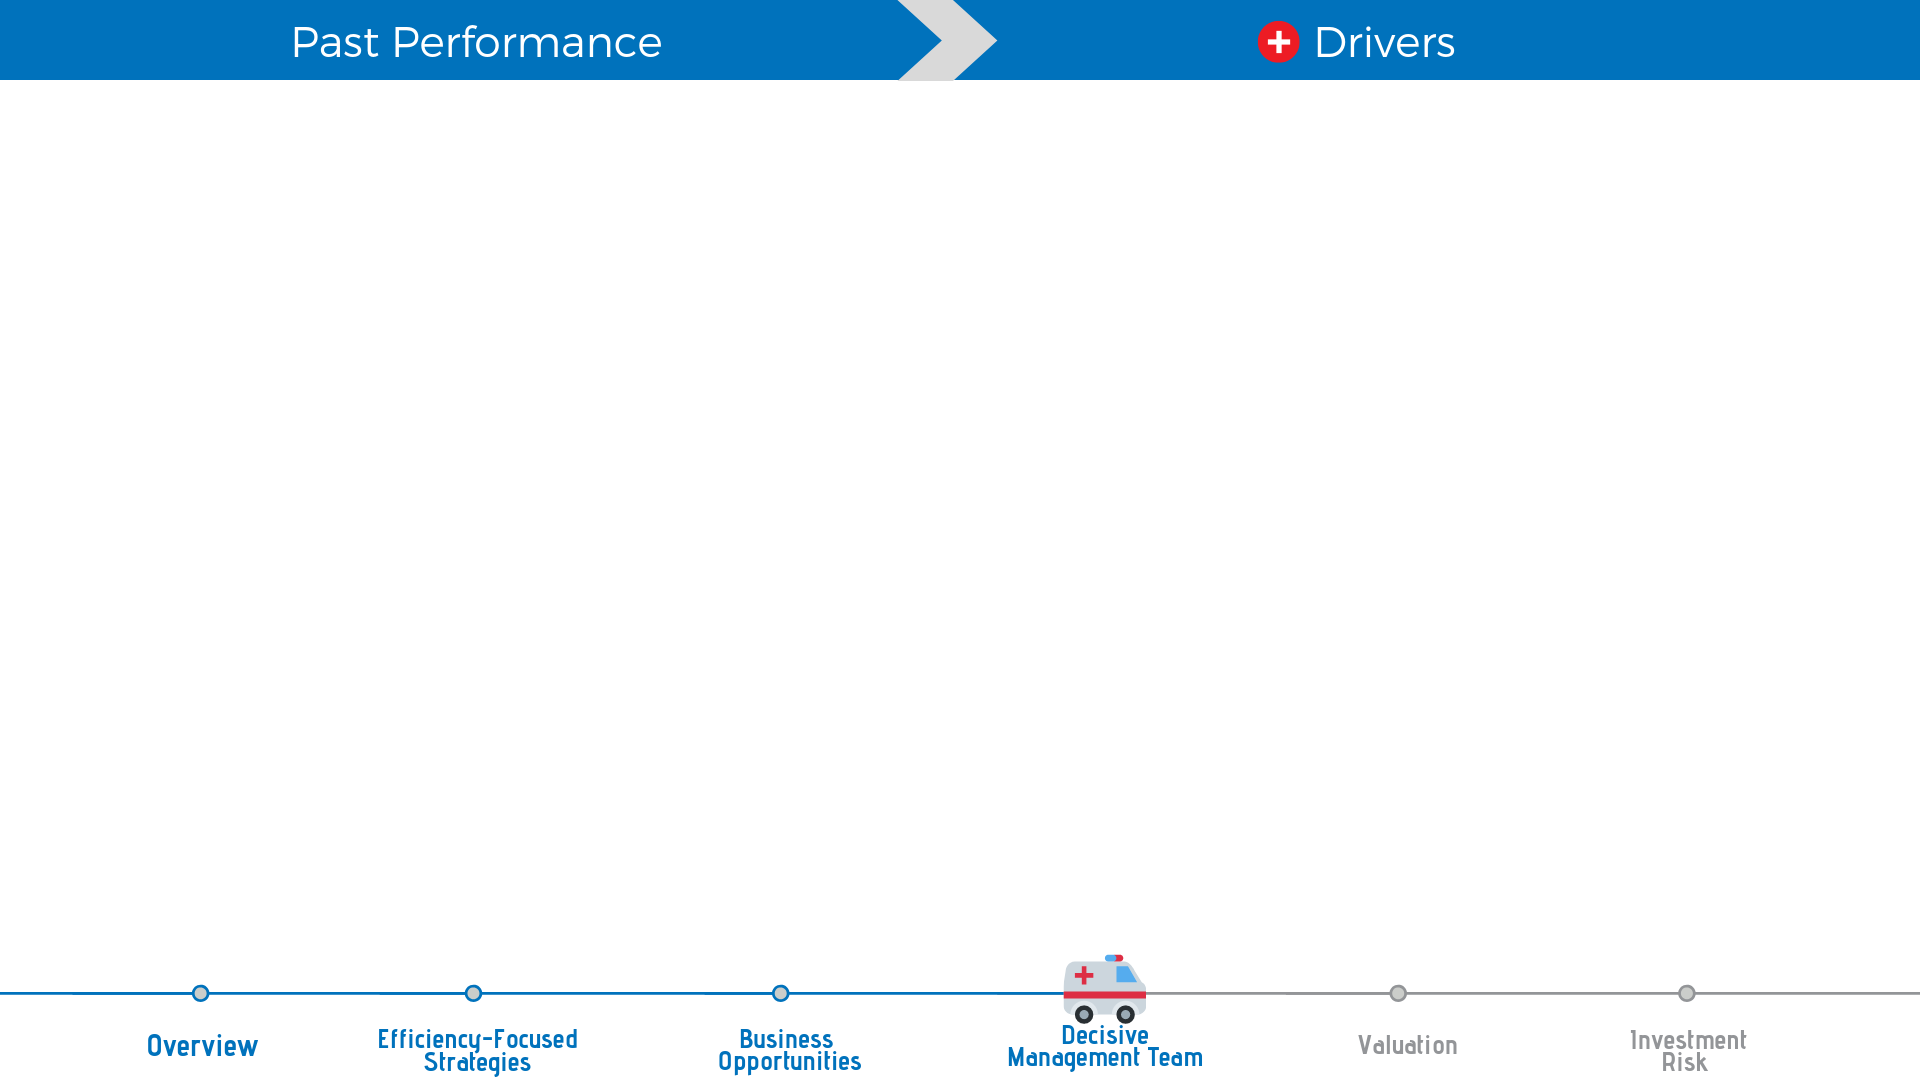 Past Performance
Drivers
Overview
Efficiency-Focused
Strategies
Business
Opportunities
Decisive
Management Team
Valuation
Investment
Risk